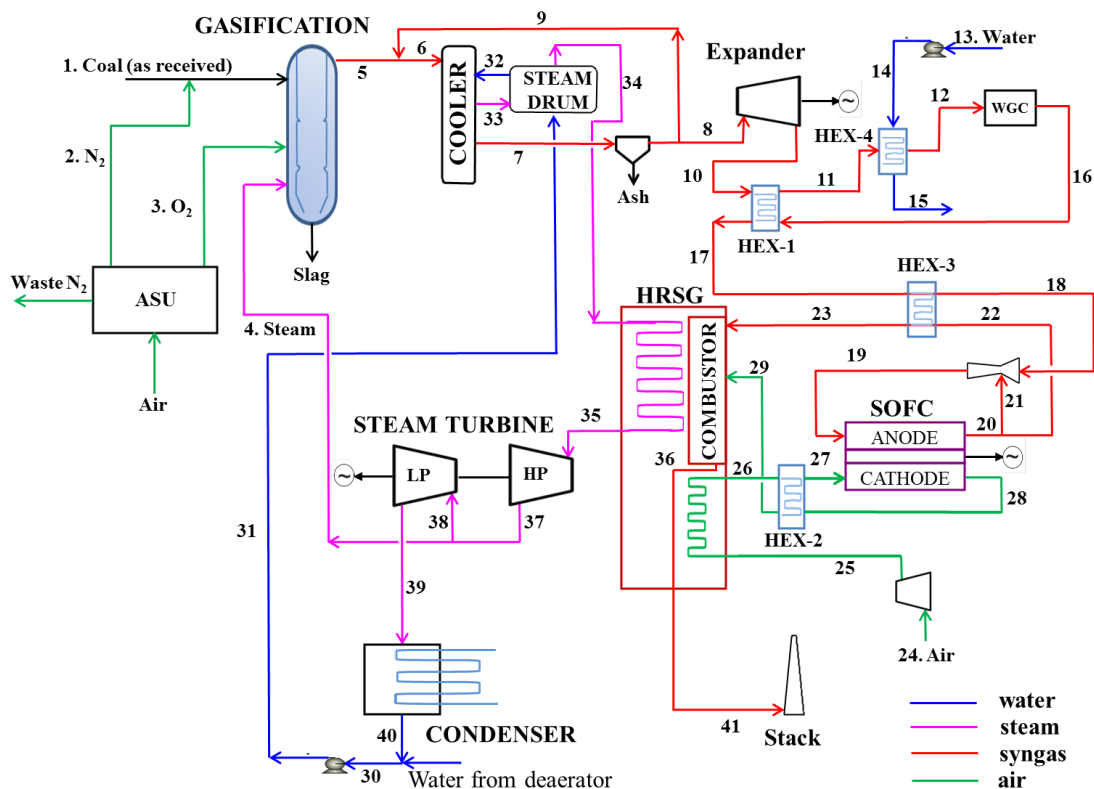 GASIFICATION
9
1. Coal (as received)
5
6
32
STEAM
DRUM
33
34
COOLER
7
8
Expander
~
13. Water
14
12
WGC
HEX-4
2. N2
3. O2
Ash
10
11
15
16
HEX-1
17
Slag
Waste N2
ASU
Air
4. Steam
HRSG
HEX-3
18
23
22
COMBUSTOR
29
19
21
SOFC
20
ANODE
~
CATHODE
STEAM TURBINE
35
36
26
27
28
HEX-2
~
LP
HP
38
37
31
25
39
24. Air
CONDENSER
40
30
Water from deaerator
41
Stack
water
steam
syngas
air